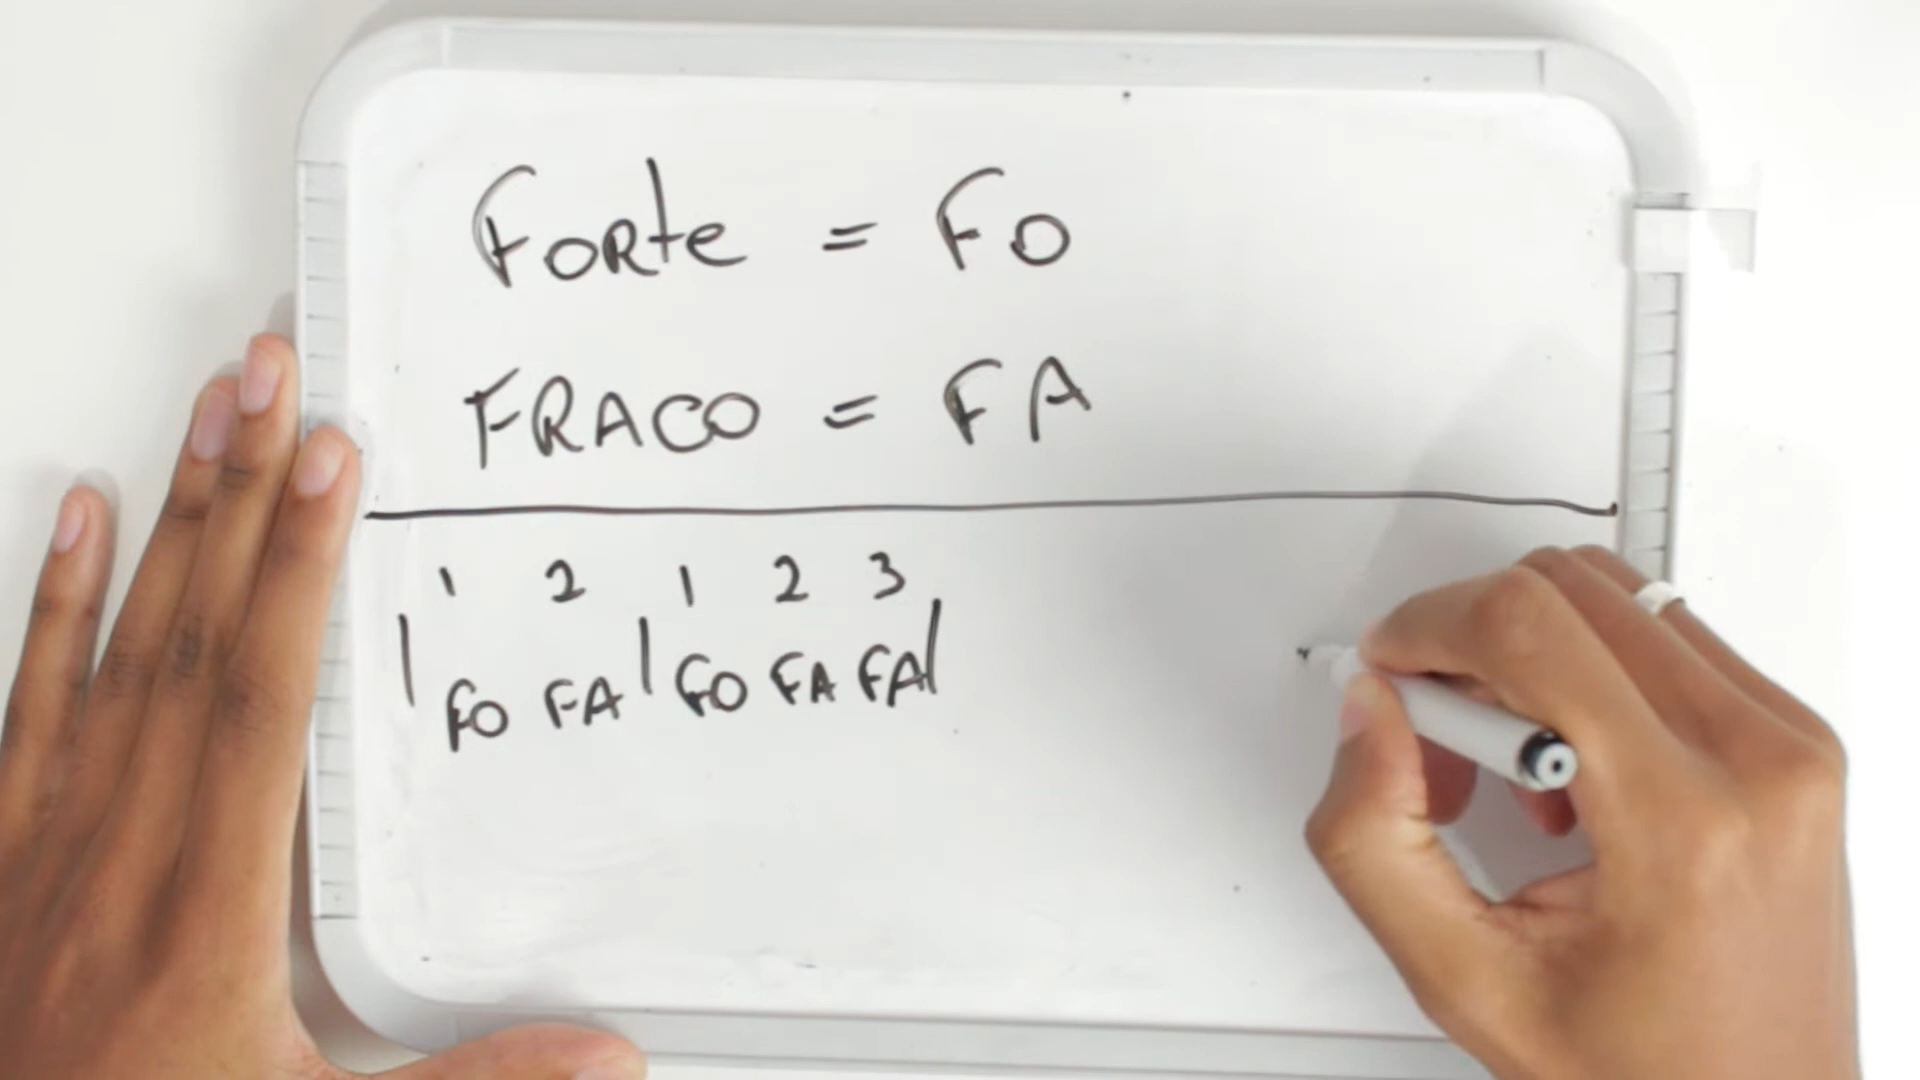 Forte = FO
FRACO = FA
1 2 1 2 3
| FO FA | FO FA FA |